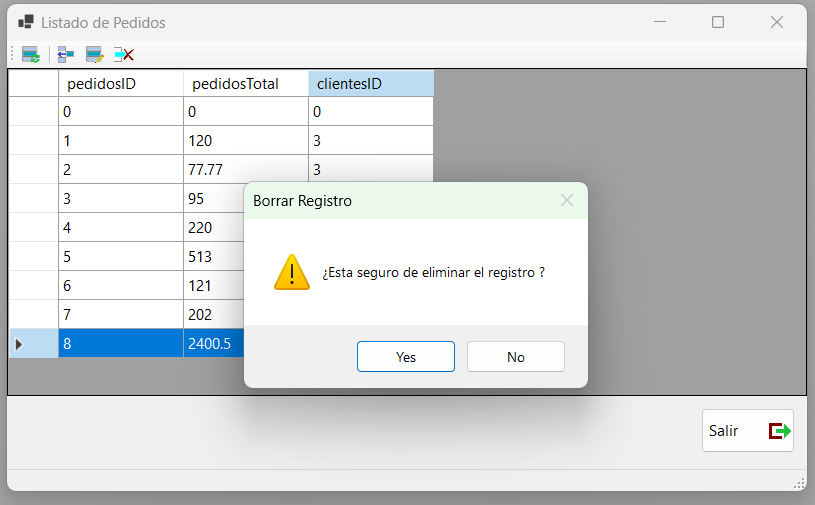 Listado de Pedidos
pedidosID pedidosTotal clientesID
0 0 0
1 120 3
2 77.77 3
3 95
4 220
5 513
6 121
7 202
8 2400.5
Borrar Registro
¿Esta seguro de eliminar el registro ?
Yes No
Salir